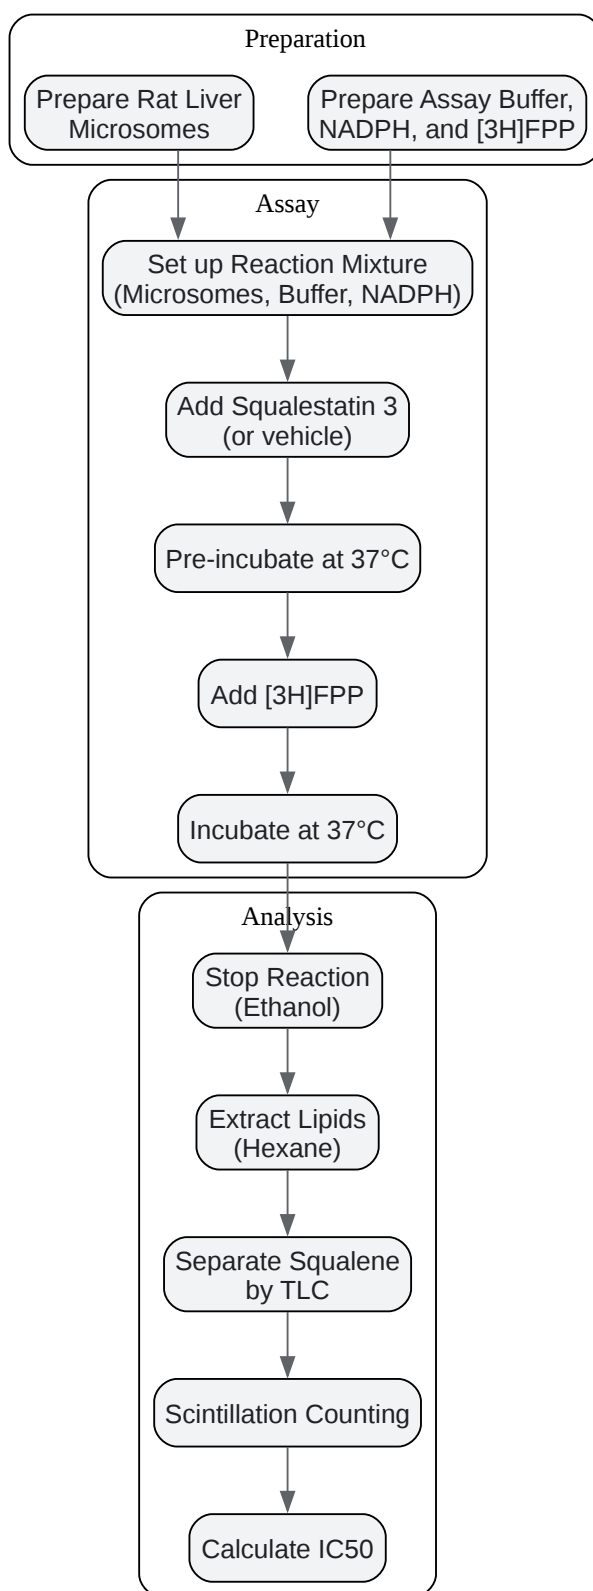 Preparation
Prepare Rat Liver
Microsomes
Prepare Assay Buffer,
NADPH, and [3H]FPP
Assay
Set up Reaction Mixture
(Microsomes, Buffer, NADPH)
Add Squalestatin 3
(or vehicle)
Pre-incubate at 37°C
Add [3H]FPP
Incubate at 37°C
Analysis
Stop Reaction
(Ethanol)
Extract Lipids
(Hexane)
Separate Squalene
by TLC
Scintillation Counting
Calculate IC50